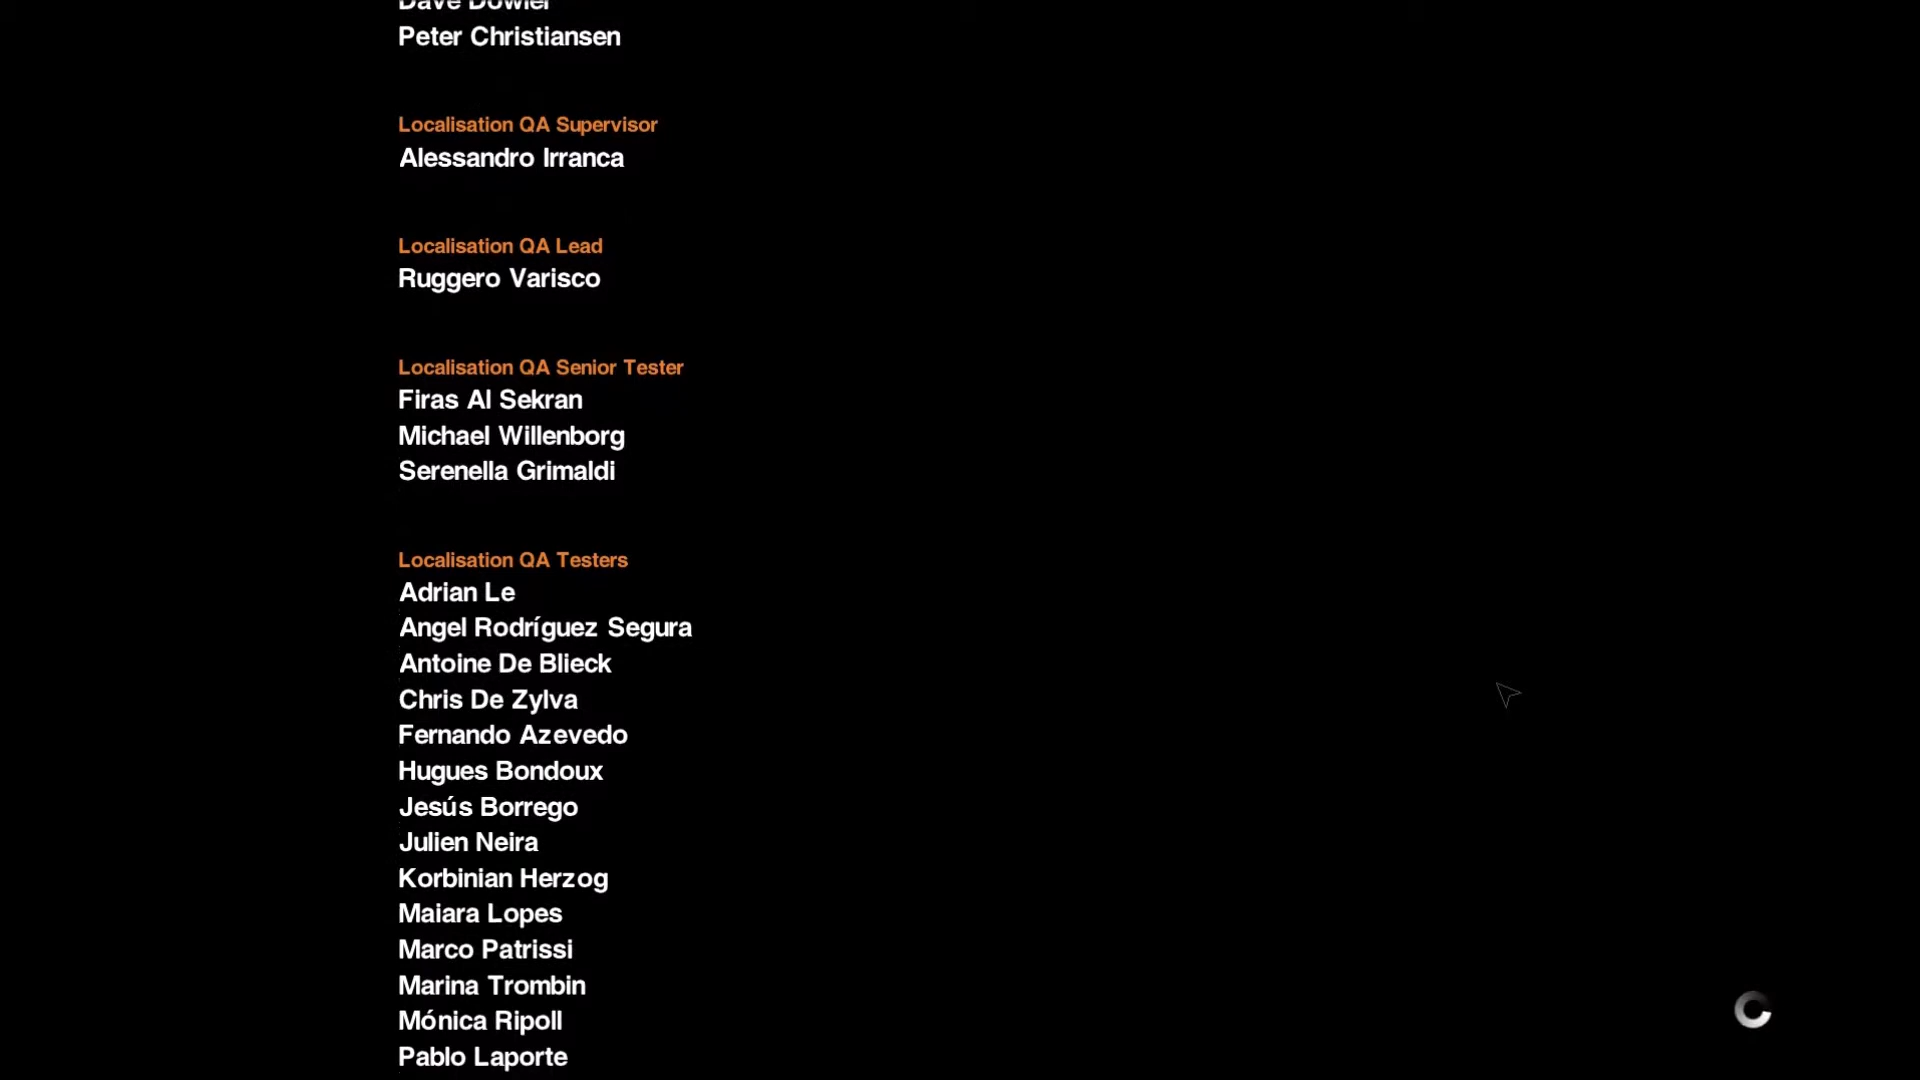 Dave Dowler
Peter Christiansen
Localisation QA Supervisor
Alessandro Irranca
Localisation QA Lead
Ruggero Varisco
Localisation QA Senior Tester
Firas Al Sekran
Michael Willenborg
Serenella Grimaldi
Localisation QA Testers
Adrian Le
Angel Rodríguez Segura
Antoine De Blieck
Chris De Zylva
Fernando Azevedo
Hugues Bondoux
Jesús Borrego
Julien Neira
Korbinian Herzog
Maiara Lopes
Marco Patrissi
Marina Trombin
Mónica Ripoll
Pablo Laporte